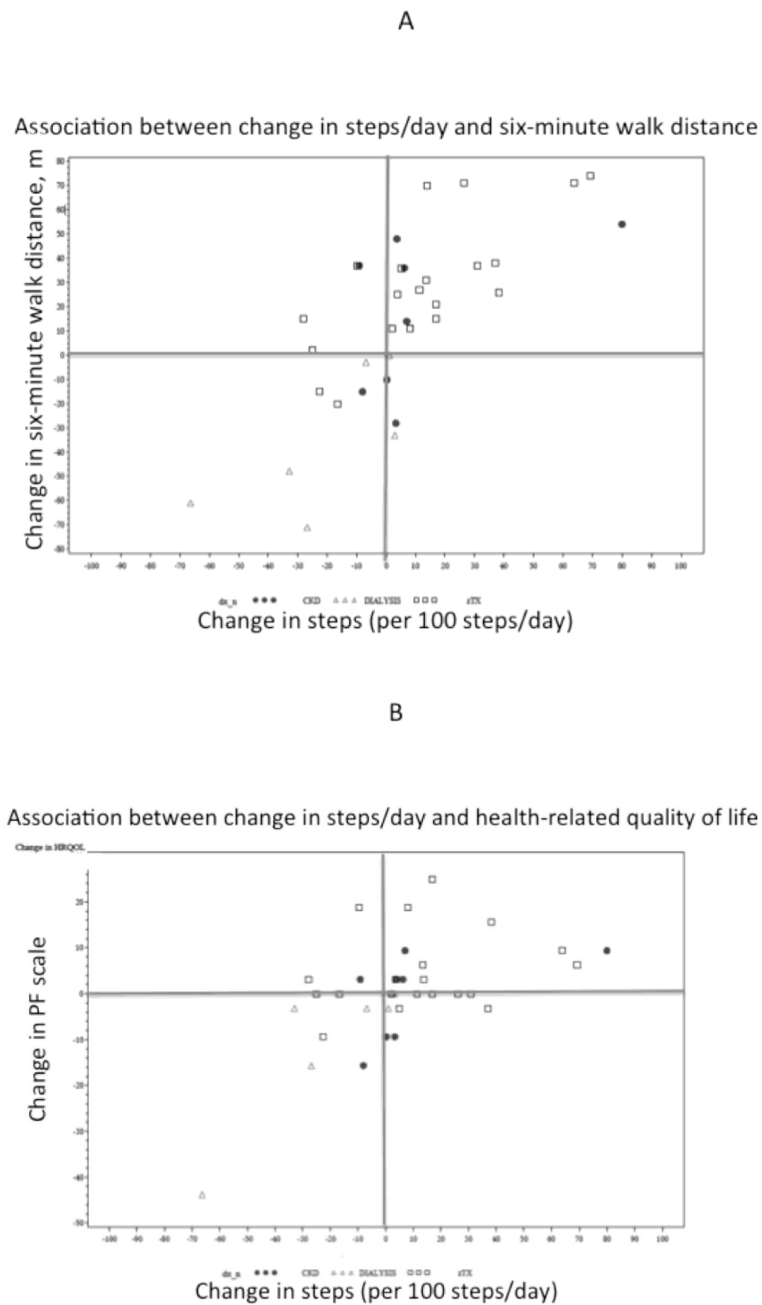 A
Association between change in steps/day and six-minute walk distance
Change in six-minute walk distance, m
80
70
60
50
40
30
20
10
0
-10
-20
-30
-40
-50
-60
-70
-80
-100 -90 -80 -70 -60 -50 -40 -30 -20 -10 0 10 20 30 40 50 60 70 80 90 100
dx_n CKD DIALYSIS rTX
Change in steps (per 100 steps/day)
B
Association between change in steps/day and health-related quality of life
Change in HRQOL
Change in PF scale
20
10
0
-10
-20
-30
-40
-50
-100 -90 -80 -70 -60 -50 -40 -30 -20 -10 0 10 20 30 40 50 60 70 80 90 100
dx_n CKD DIALYSIS rTX
Change in steps (per 100 steps/day)